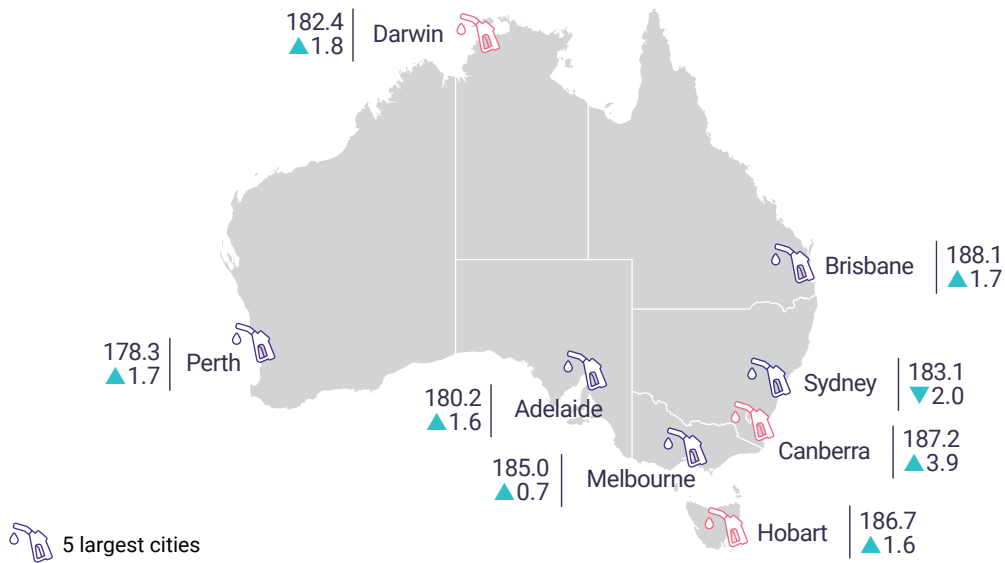 182.4
▲1.8
Darwin
Brisbane
188.1
▲1.7
178.3
▲1.7
Perth
Sydney
183.1
▼2.0
180.2
▲1.6
Adelaide
Canberra
187.2
▲3.9
185.0
▲0.7
Melbourne
Hobart
186.7
▲1.6
5 largest cities